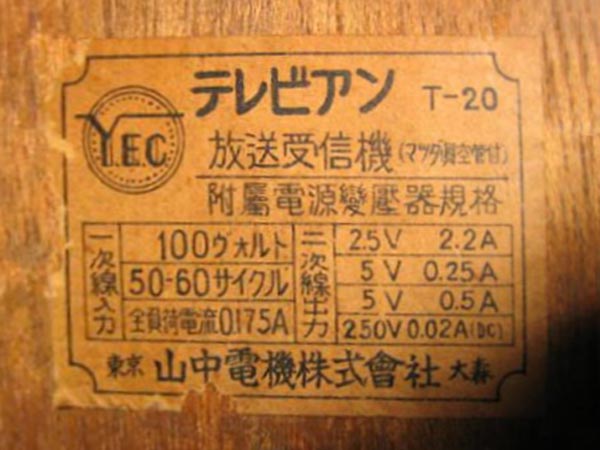 Y.E.C
テレビアン T-20
放送受信機(マツダ眞空管付)
附屬電源變壓器規格
一次線入力
100ヴォルト
50-60サイクル
全負荷電流0.175A
二次線出力
2.5V 2.2A
5V 0.25A
5V 0.5A
250V 0.02A(DC)
東京 山中電機株式會社 大森